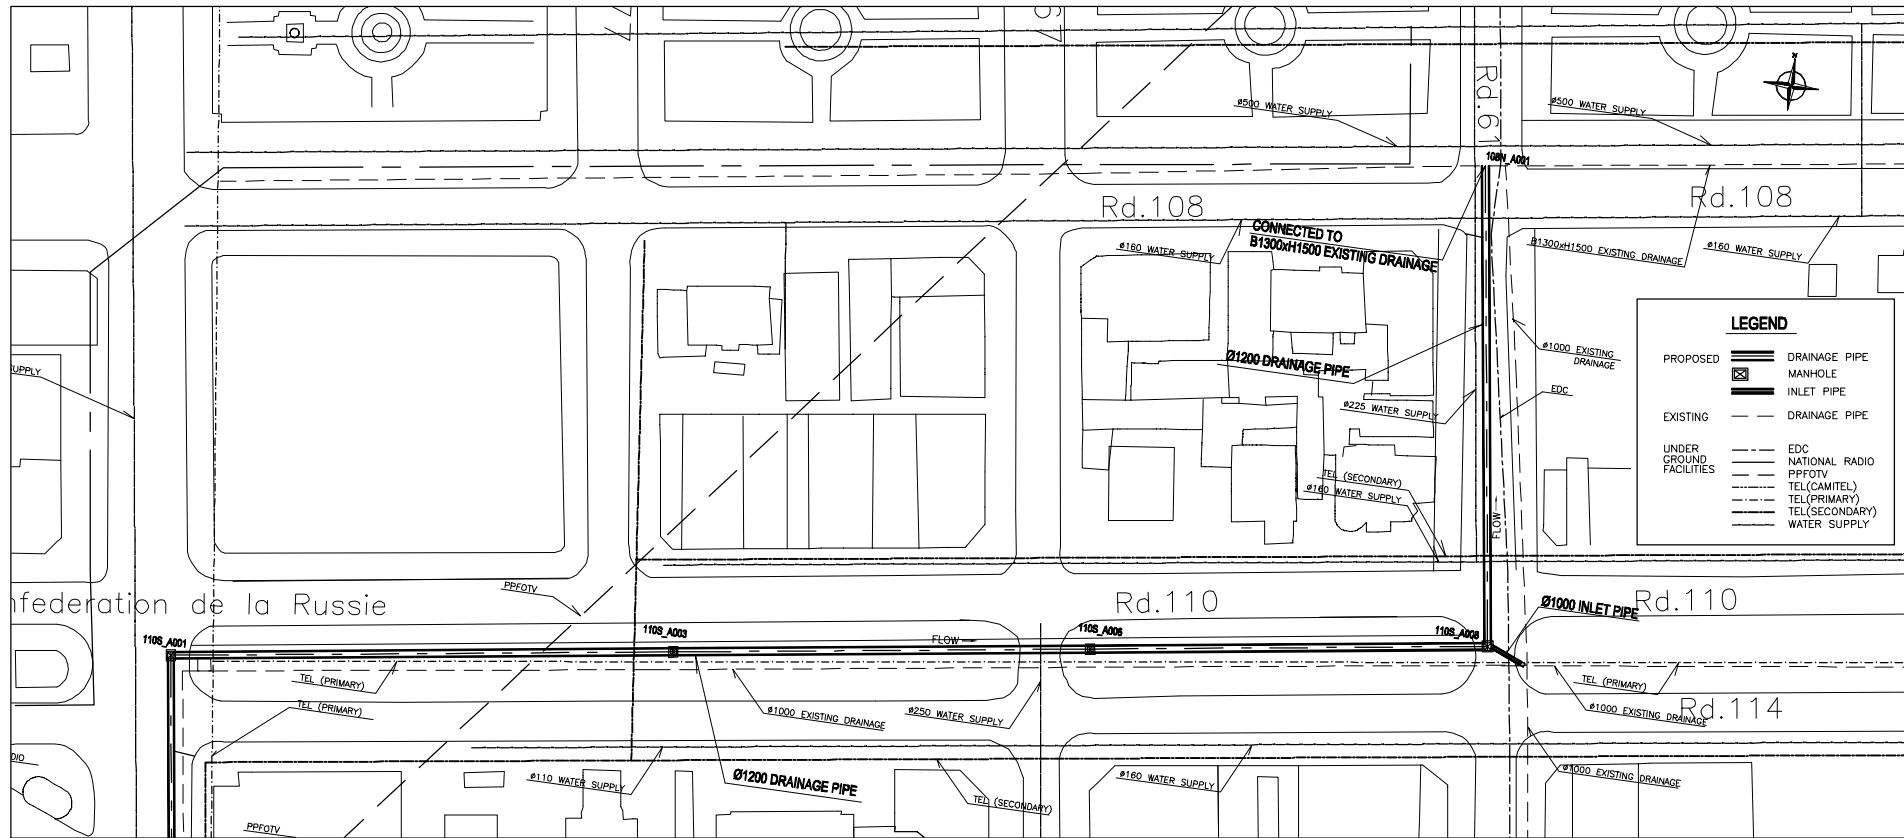 Rd.61
ø500 WATER SUPPLY
ø500 WATER SUPPLY
108N_A001
Rd.108
Rd.108
CONNECTED TO
B1300xH1500 EXISTING DRAINAGE
ø160 WATER SUPPLY
B1300xH1500 EXISTING DRAINAGE
ø160 WATER SUPPLY
LEGEND
PROPOSED
DRAINAGE PIPE
MANHOLE
INLET PIPE
EXISTING
DRAINAGE PIPE
UNDER
GROUND
FACILITIES
EDC
NATIONAL RADIO
PPFOTV
TEL(CAMITEL)
TEL(PRIMARY)
TEL(SECONDARY)
WATER SUPPLY
ø1000 EXISTING
DRAINAGE
Ø1200 DRAINAGE PIPE
UPPLY
EDC
ø225 WATER SUPPLY
TEL (SECONDARY)
ø160 WATER SUPPLY
FLOW
PPFOTV
nfederation de la Russie
Rd.110
Ø1000 INLET PIPE
Rd.110
110S_A001
110S_A003
FLOW
110S_A006
110S_A008
TEL (PRIMARY)
TEL (PRIMARY)
TEL (PRIMARY)
ø1000 EXISTING DRAINAGE
ø250 WATER SUPPLY
ø1000 EXISTING DRAINAGE
Rd.114
DIO
ø110 WATER SUPPLY
Ø1200 DRAINAGE PIPE
TEL (SECONDARY)
ø160 WATER SUPPLY
ø1000 EXISTING DRAINAGE
PPFOTV